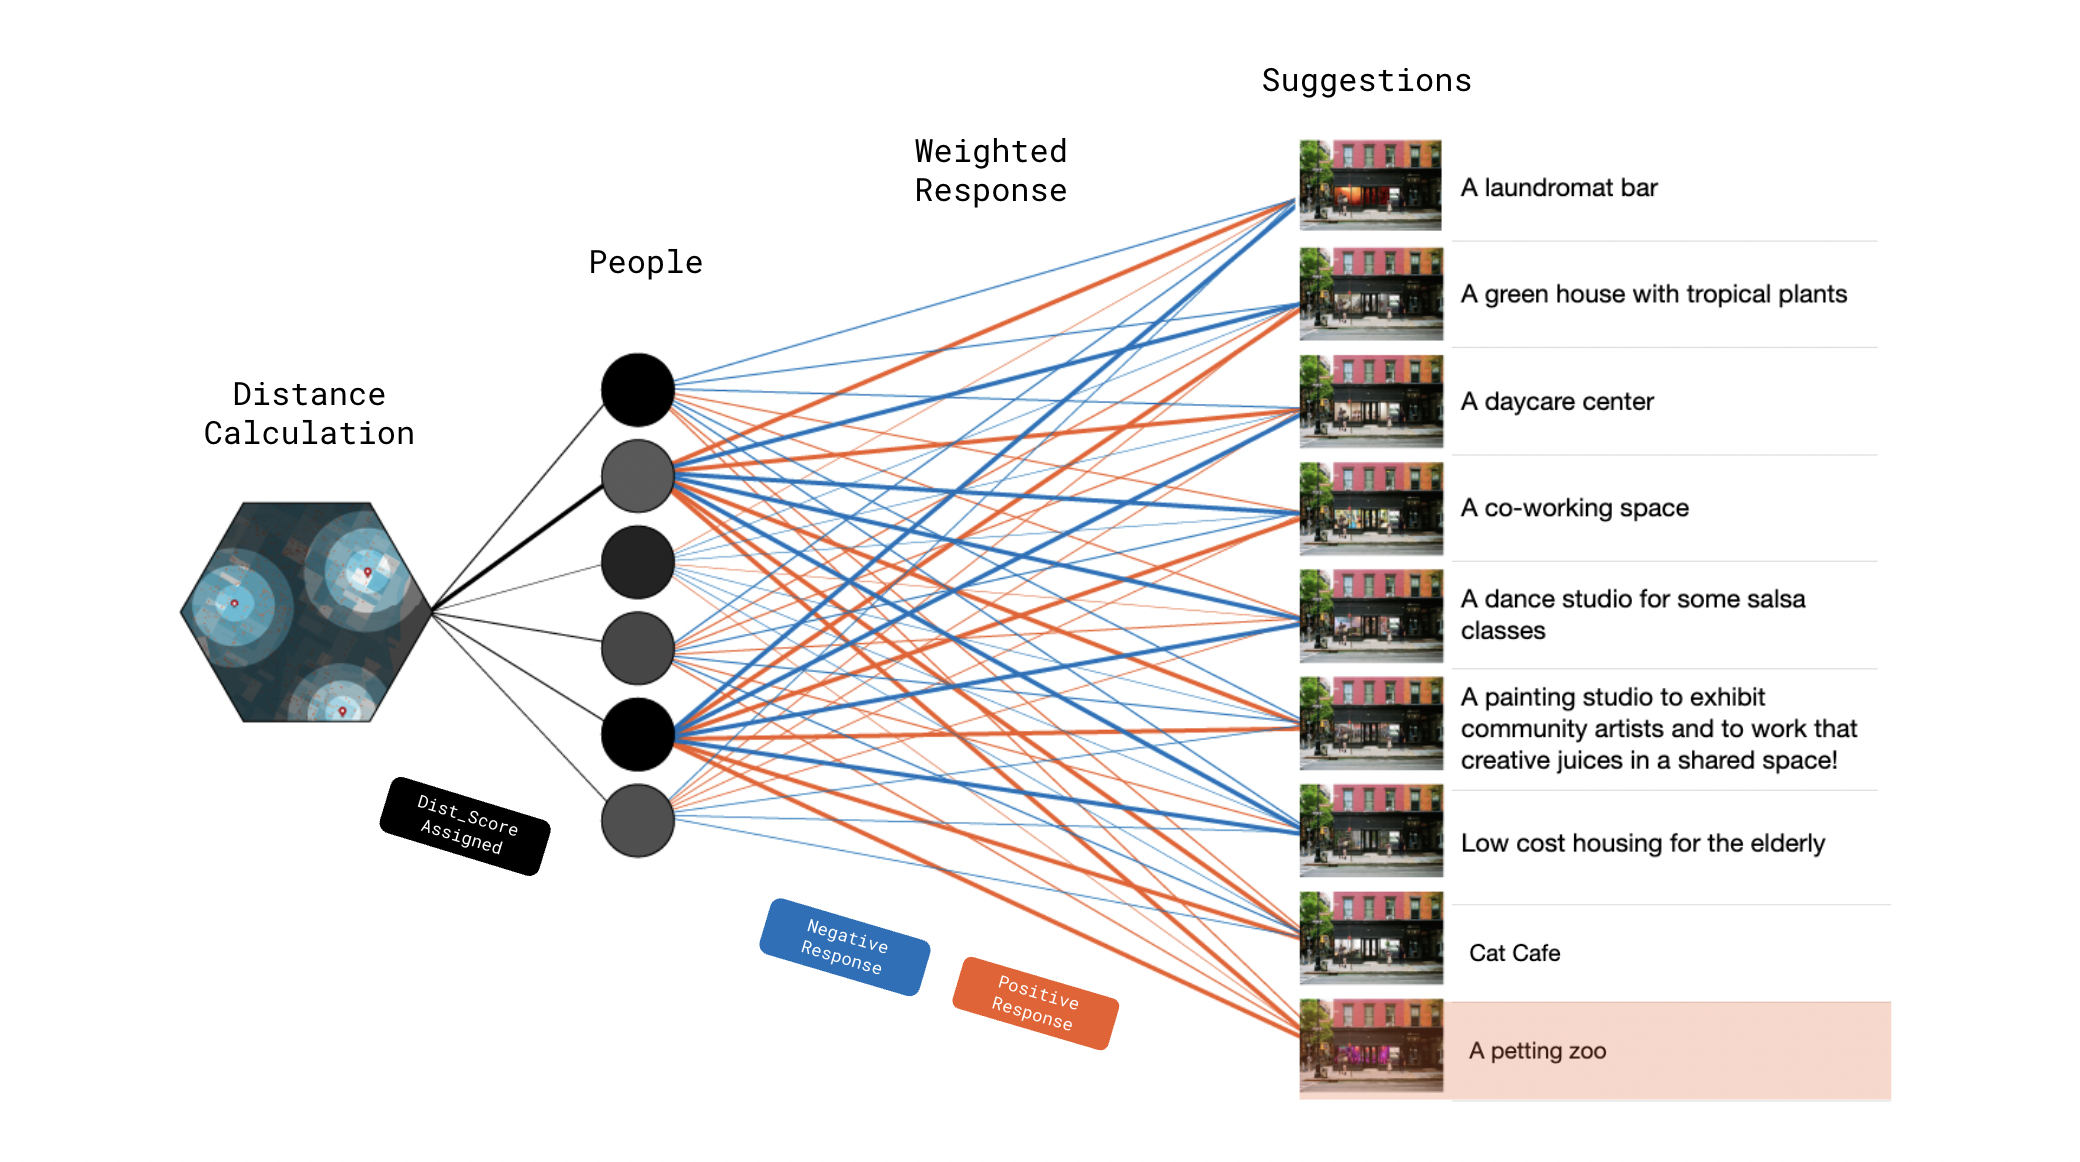 Suggestions
Weighted
Response
People
Distance
Calculation
A laundromat bar
A green house with tropical plants
A daycare center
A co-working space
A dance studio for some salsa
classes
A painting studio to exhibit
community artists and to work that
creative juices in a shared space!
Low cost housing for the elderly
Cat Cafe
A petting zoo
Dist_Score
Assigned
Negative
Response
Positive
Response